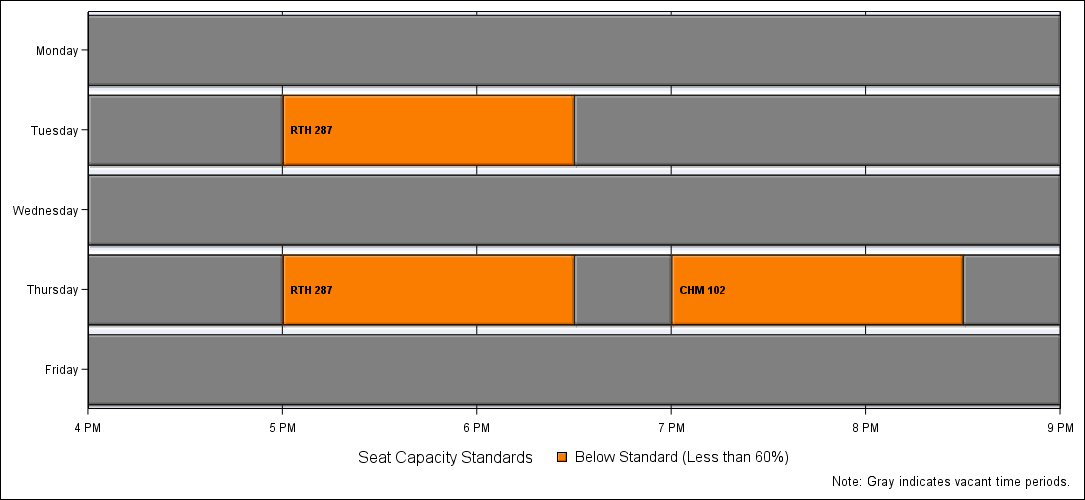 Monday
Tuesday
RTH 287
Wednesday
Thursday
RTH 287 CHM 102
Friday
4 PM 5 PM 6 PM 7 PM 8 PM 9 PM
Seat Capacity Standards Below Standard (Less than 60%)
Note: Gray indicates vacant time periods.